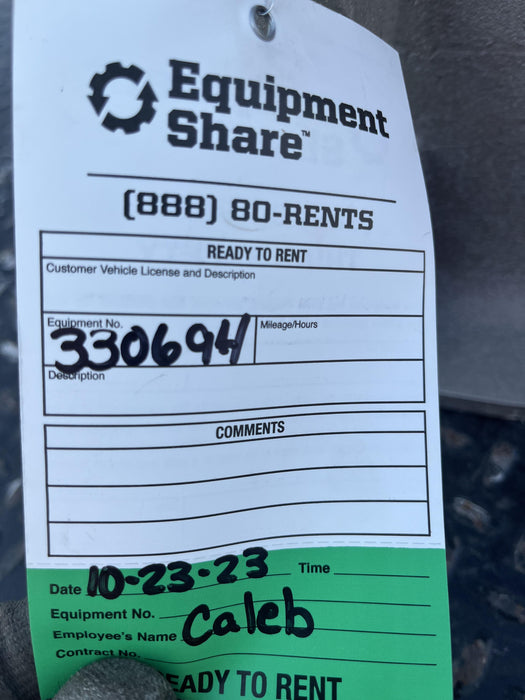 Equipment
Share™
(888) 80-RENTS
READY TO RENT
Customer Vehicle License and Description
Equipment No. Mileage/Hours
330694
Description
COMMENTS
Date 10-23-23 Time
Equipment No.
Employee's Name Caleb
Contract No.
READY TO RENT